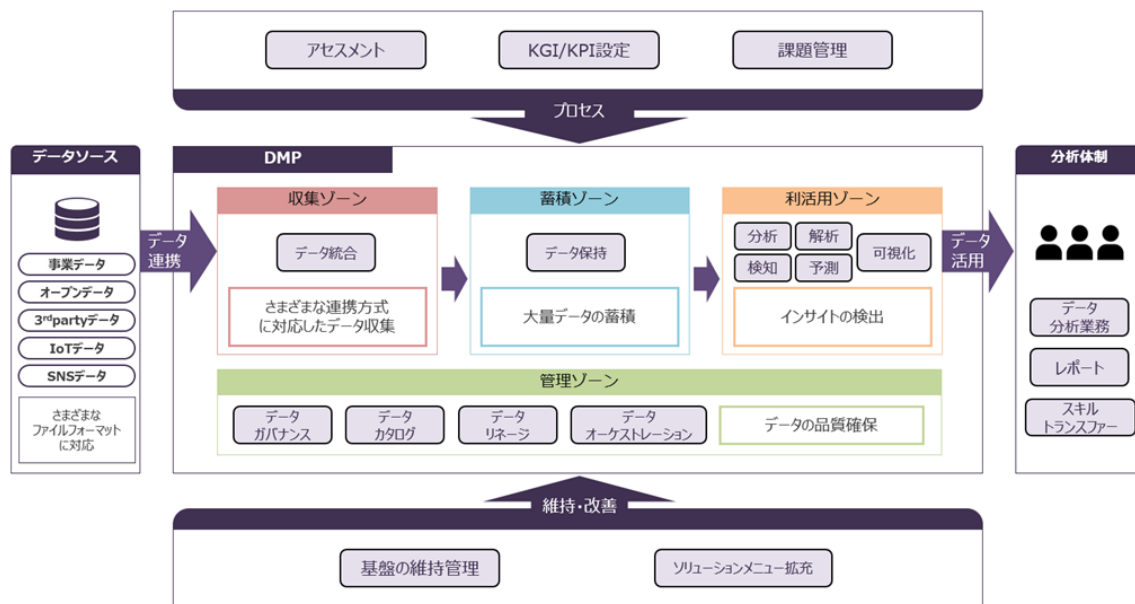 アセスメント
KGI/KPI設定
課題管理
プロセス
データソース
事業データ
オープンデータ
3rdpartyデータ
IoTデータ
SNSデータ
さまざまな
ファイルフォーマット
に対応
データ
連携
DMP
収集ゾーン
データ統合
さまざまな連携方式
に対応したデータ収集
蓄積ゾーン
データ保持
大量データの蓄積
利活用ゾーン
分析
解析
検知
予測
可視化
インサイトの検出
管理ゾーン
データ
ガバナンス
データ
カタログ
データ
リネージ
データ
オーケストレーション
データの品質確保
データ
活用
分析体制
データ
分析業務
レポート
スキル
トランスファー
維持・改善
基盤の維持管理
ソリューションメニュー拡充